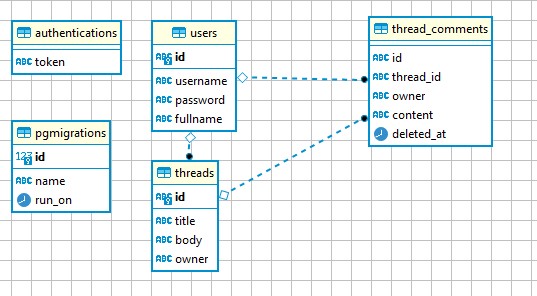 authentications
ABC token
users
ABC id
ABC username
ABC password
ABC fullname
thread_comments
ABC id
ABC thread_id
ABC owner
ABC content
deleted_at
pgmigrations
123 id
ABC name
run_on
threads
ABC id
ABC title
ABC body
ABC owner